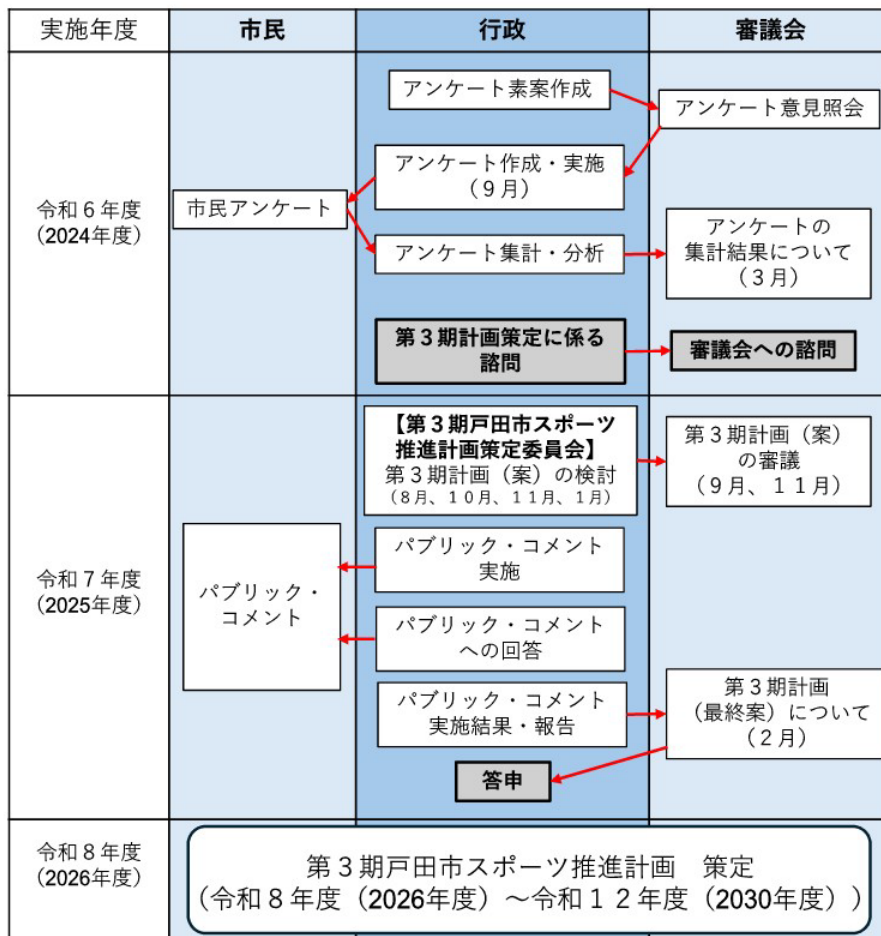 実施年度
市民
行政
審議会
令和６年度
（2024年度）
アンケート素案作成
アンケート意見照会
アンケート作成・実施
（９月）
市民アンケート
アンケート集計・分析
アンケートの
集計結果について
（３月）
第３期計画策定に係る
諮問
審議会への諮問
令和７年度
（2025年度）
【第３期戸田市スポーツ
推進計画策定委員会】
第３期計画（案）の検討
（８月、１０月、１１月、１月）
第３期計画（案）
の審議
（９月、１１月）
パブリック・コメント
実施
パブリック・
コメント
パブリック・コメント
への回答
パブリック・コメント
実施結果・報告
第３期計画
（最終案）について
（２月）
答申
令和８年度
（2026年度）
第３期戸田市スポーツ推進計画　策定
（令和８年度（2026年度）～令和１２年度（2030年度））